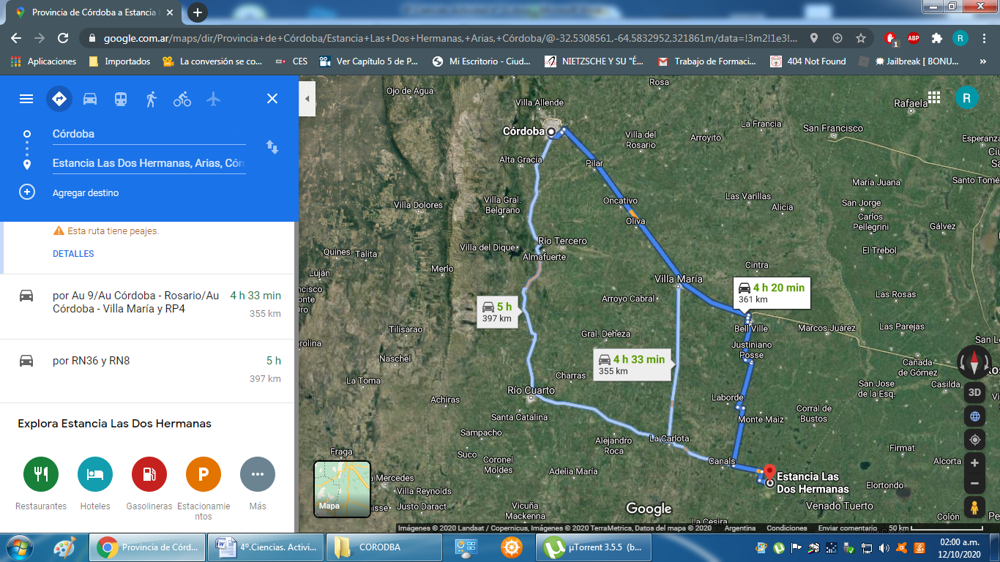 Provincia de Córdoba a Estancia
google.com.ar/maps/dir/Provincia+de+Córdoba/Estancia+Las+Dos+Hermanas,+Arias,+Córdoba/@-32.5308561,-64.5832952,321861m/data=!3m2!1e3!...
1
ABP
R
Aplicaciones
Importados
La conversión se co...
CES
Ver Capítulo 5 de P...
Mi Escritorio - Ciud...
NIETZSCHE Y SU "É...
Trabajo de Formaci...
404 Not Found
Jailbreak [ BONU...
»
Córdoba
Estancia Las Dos Hermanas, Arias, Córd
Agregar destino
Esta ruta tiene peajes.
DETALLES
por Au 9/Au Córdoba - Rosario/Au
Córdoba - Villa María y RP4
4 h 33 min
355 km
por RN36 y RN8
5 h
397 km
Explora Estancia Las Dos Hermanas
Restaurantes
Hoteles
Gasolineras
P
Estacionamie
ntos
Más
Ojo de Agua
Rosa
Villa Allende
Rafaela
R
Córdoba
La Francia
San Francisco
Villa del
Rosario
Arroyito
Esperanza
Alta Gracia
Pilar
Santo Tomé
María Juana
Villa Dolores
Villa Gral.
Belgrano
Oncativo
Las Varillas
Alicia
San Jorge
Carlos
Pellegrini
Gálvez
Oliva
Río Tercero
Villa del Dique
Almafuerte
Quines
Talita
El Trebol
Luján
Merlo
Cintra
Villa María
4 h 20 min
361 km
Las Rosas
Arroyo Cabral
5 h
397 km
Tilisarao
Bell Ville
Marcos Juárez
Las Parejas
Gral. Deheza
Justiniano
Posse
Naschel
4 h 33 min
355 km
Cañada
de Gómez
La Toma
Charras
San Jose
de la Esq.
Casilda
Río Cuarto
3D
Achiras
Laborde
Santa Catalina
Monte Maiz
Corral de
Bustos
Sampacho
Alejandro
Roca
La Carlota
Fraga
Suco
Coronel
Moldes
Firmat
Canals
Alcorta
Adelia María
Estancia Las
Dos Hermanas
Villa Reynolds
Elortondo
Mapa
Justo Daract
Vicuña
Mackenna
Google
Venado Tuerto
Colón
La Cesira
Imágenes © 2020 Landsat / Copernicus, Imágenes © 2020 TerraMetrics, Datos del mapa © 2020
Argentina
Condiciones
Enviar comentario
50 km
Provincia de Córd...
4º.Ciencias. Activi...
CORODBA
µTorrent 3.5.5 (b...
02:00 a.m.
12/10/2020